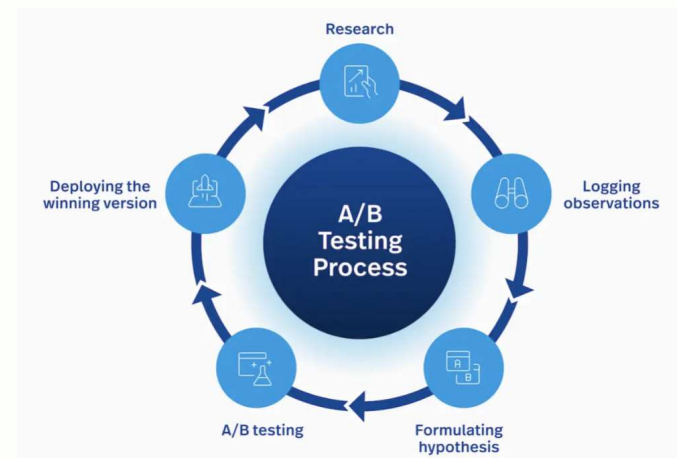 Research
Logging
observations
Formulating
hypothesis
A/B testing
Deploying the
winning version
A/B
Testing
Process
A
B